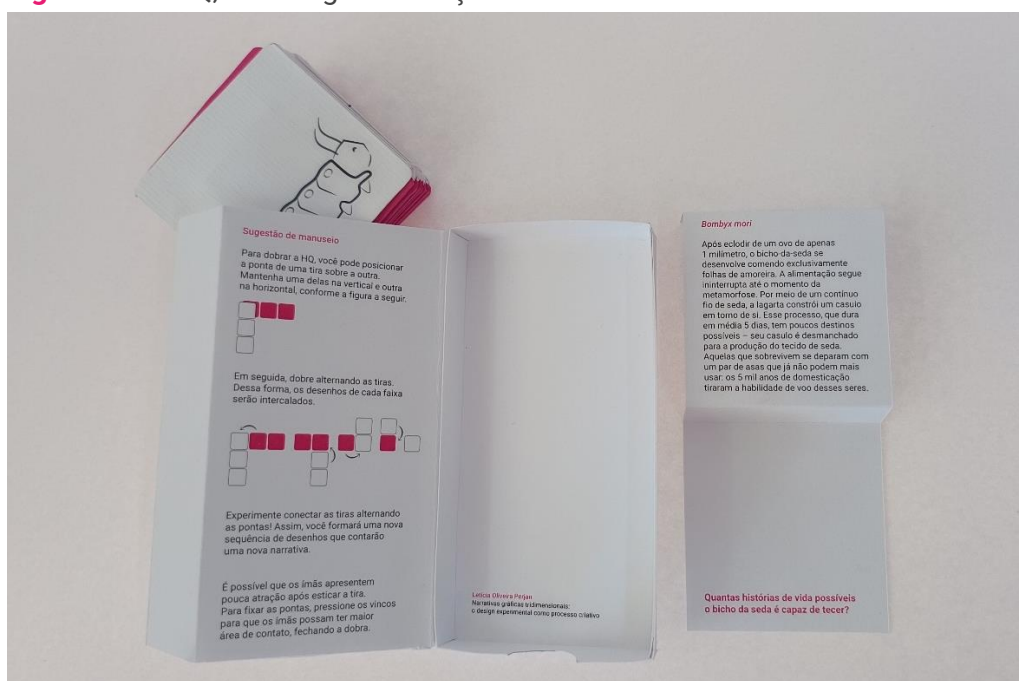 Sugestão de manuseio
Para dobrar a HQ, você pode posicionar
a ponta de uma tira sobre a outra.
Mantenha uma delas na vertical e outra
na horizontal, conforme a figura a seguir.
Em seguida, dobre alternando as tiras.
Dessa forma, os desenhos de cada faixa
serão intercalados.
Experimente conectar as tiras alternando
as pontas! Assim, você formará uma nova
sequência de desenhos que contarão
uma nova narrativa.
É possível que os ímãs apresentem
pouca atração após esticar a tira.
Para fixar as pontas, pressione os vincos
para que os ímãs possam ter maior
área de contato, fechando a dobra.
Letícia Oliveira Perjan
Narrativas gráficas tridimensionais:
o design experimental como processo criativo
Bombyx mori
Após eclodir de um ovo de apenas
1 milímetro, o bicho-da-seda se
desenvolve comendo exclusivamente
folhas de amoreira. A alimentação segue
ininterrupta até o momento da
metamorfose. Por meio de um contínuo
fio de seda, a lagarta constrói um casulo
em torno de si. Esse processo, que dura
em média 5 dias, tem poucos destinos
possíveis – seu casulo é desmanchado
para a produção do tecido de seda.
Aquelas que sobrevivem se deparam com
um par de asas que já não podem mais
usar: os 5 mil anos de domesticação
tiraram a habilidade de voo desses seres.
Quantas histórias de vida possíveis
o bicho da seda é capaz de tecer?